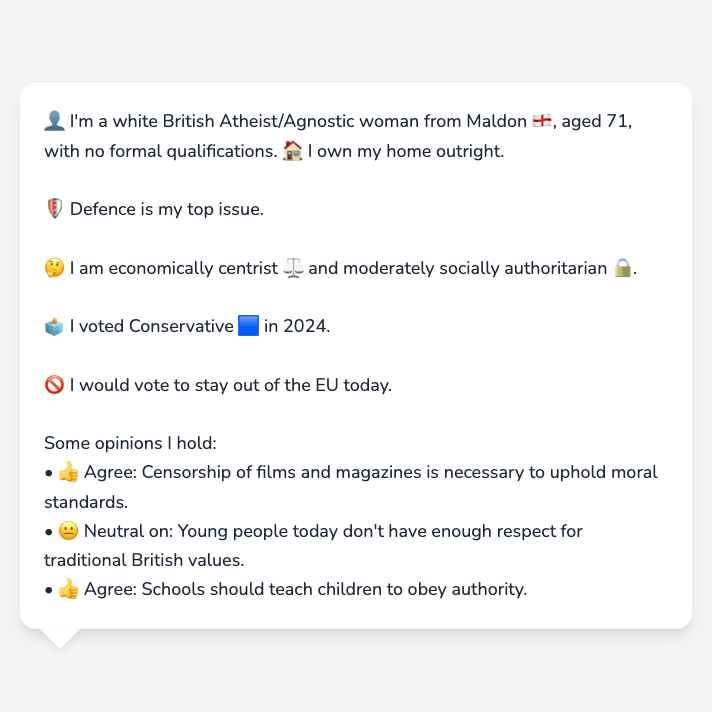 👤 I'm a white British Atheist/Agnostic woman from Maldon 🏴󠁧󠁢󠁥󠁮󠁧󠁿, aged 71,
with no formal qualifications. 🏠 I own my home outright.
🛡️ Defence is my top issue.
🤔 I am economically centrist ⚖️ and moderately socially authoritarian 🔒.
🗳️ I voted Conservative 🟦 in 2024.
🚫 I would vote to stay out of the EU today.
Some opinions I hold:
• 👍 Agree: Censorship of films and magazines is necessary to uphold moral
standards.
• 😐 Neutral on: Young people today don't have enough respect for
traditional British values.
• 👍 Agree: Schools should teach children to obey authority.